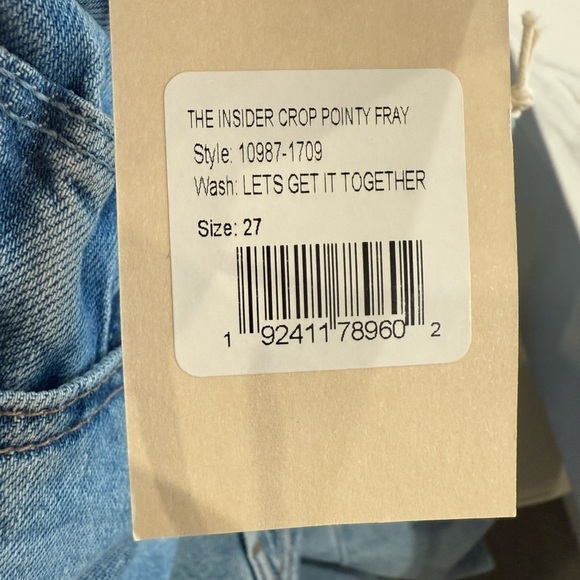 THE INSIDER CROP POINTY FRAY
Style: 10987-1709
Wash: LETS GET IT TOGETHER
Size: 27
1 92411 78960 2